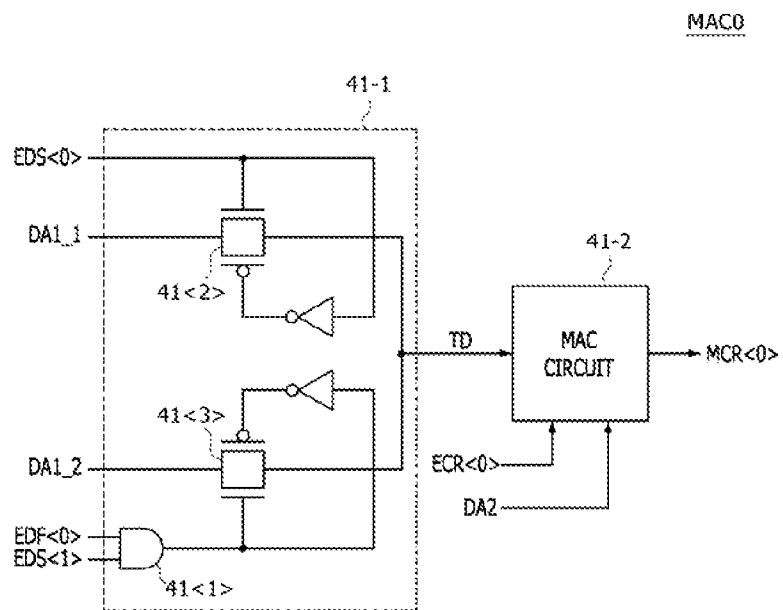 MAC0
41-1
EDS<0>
DA1_1
41<2>
41-2
TD
MAC
CIRCUIT
MCR<0>
41<3>
DA1_2
ECR<0>
DA2
EDF<0>
EDS<1>
41<1>